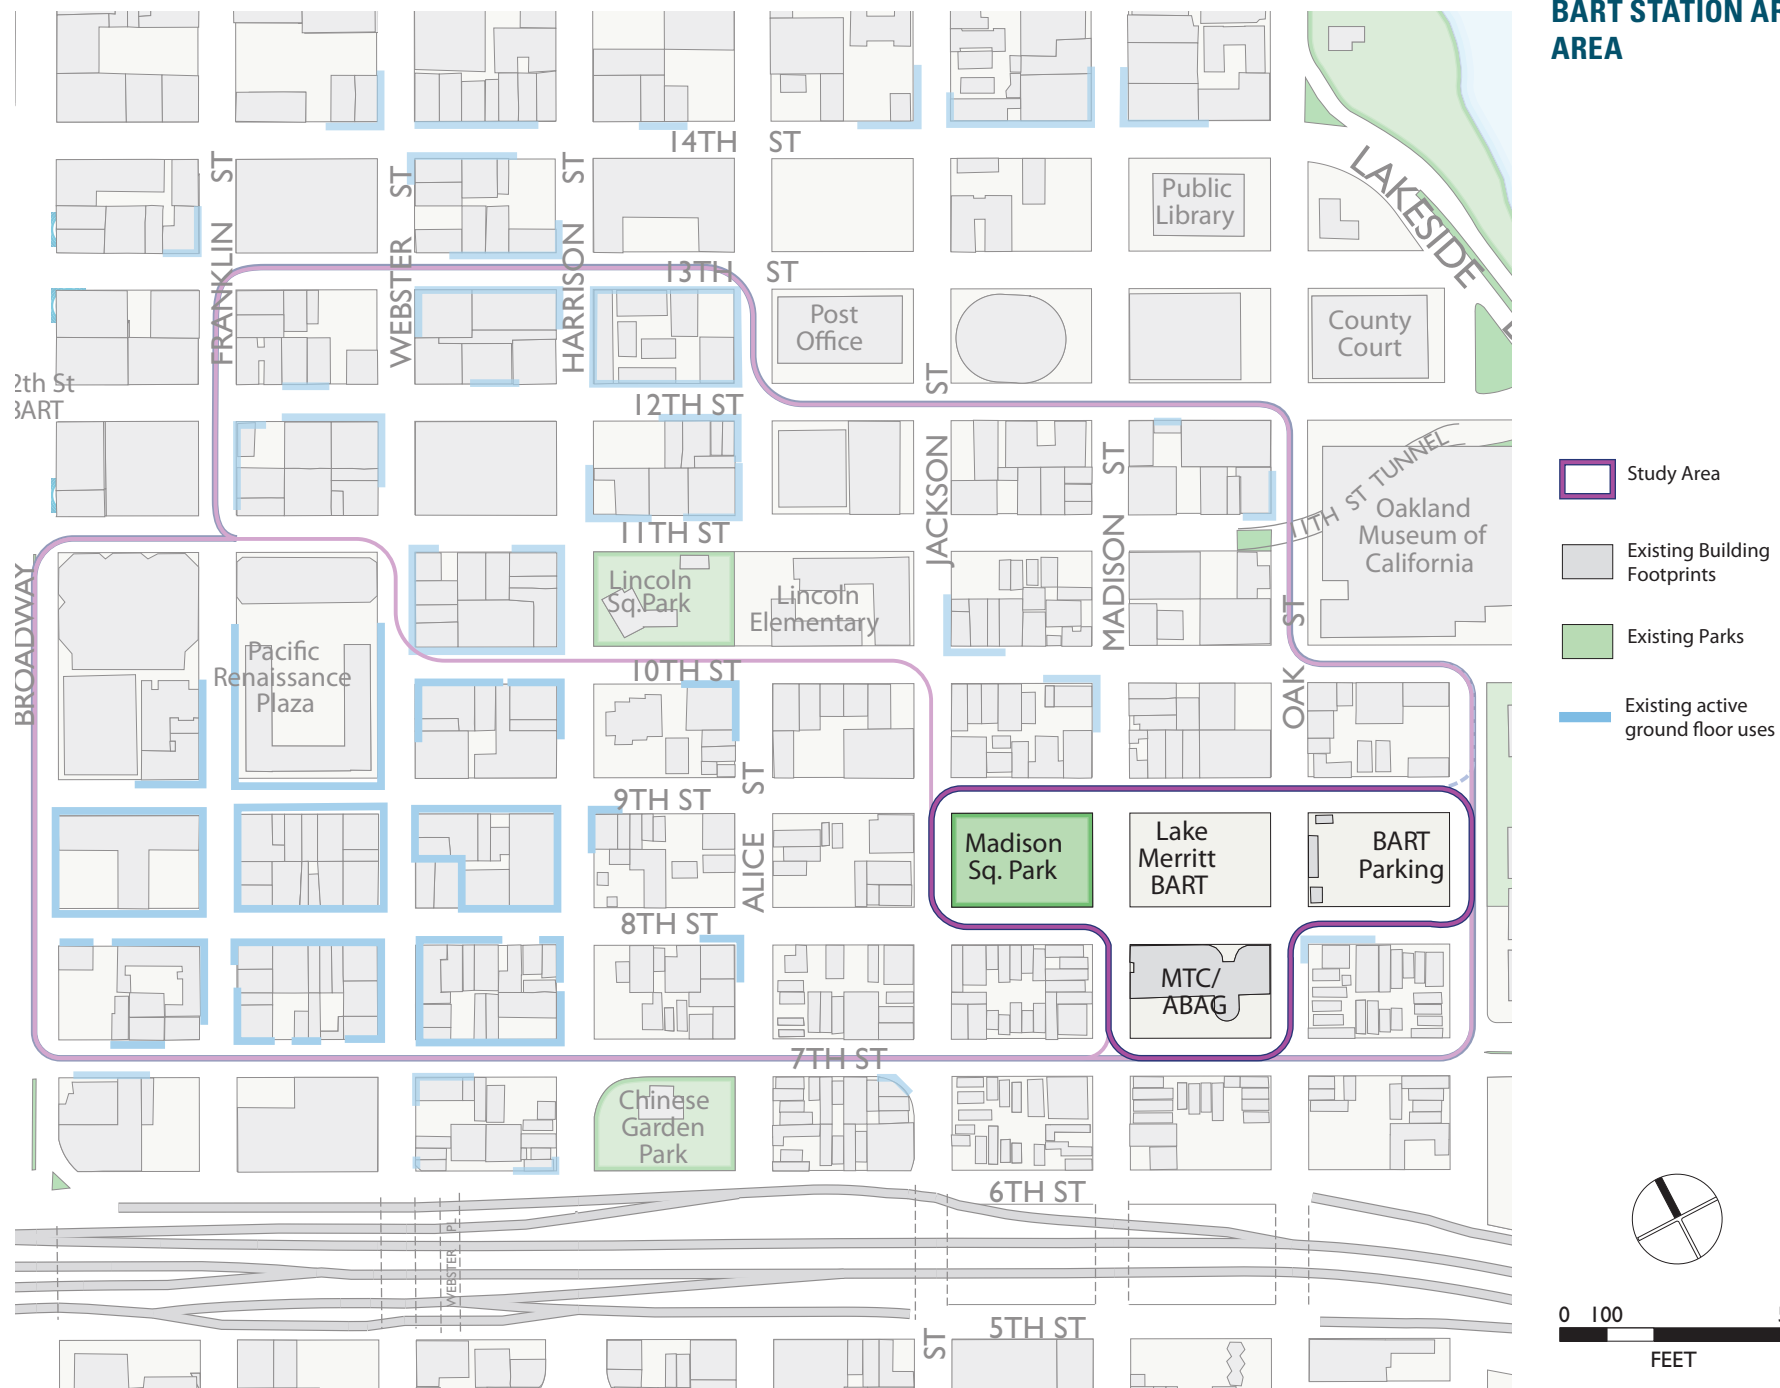 BART STATION AR
AREA
14TH ST
FRANKLIN ST
WEBSTER ST
HARRISON ST
Public
Library
LAKESIDE
13TH ST
Post
Office
County
Court
2th St
BART
12TH ST
JACKSON ST
MADISON ST
11TH ST TUNNEL
Oakland
Museum of
California
Study Area
Existing Building
Footprints
Existing Parks
Existing active
ground floor uses
11TH ST
BROADWAY
Lincoln
Sq.Park
Lincoln
Elementary
OAK ST
Pacific
Renaissance
Plaza
10TH ST
9TH ST
ALICE ST
Madison
Sq. Park
Lake
Merritt
BART
BART
Parking
8TH ST
MTC/
ABAG
7TH ST
Chinese
Garden
Park
6TH ST
WEBSTER PL
5TH ST
ST
0 100
FEET